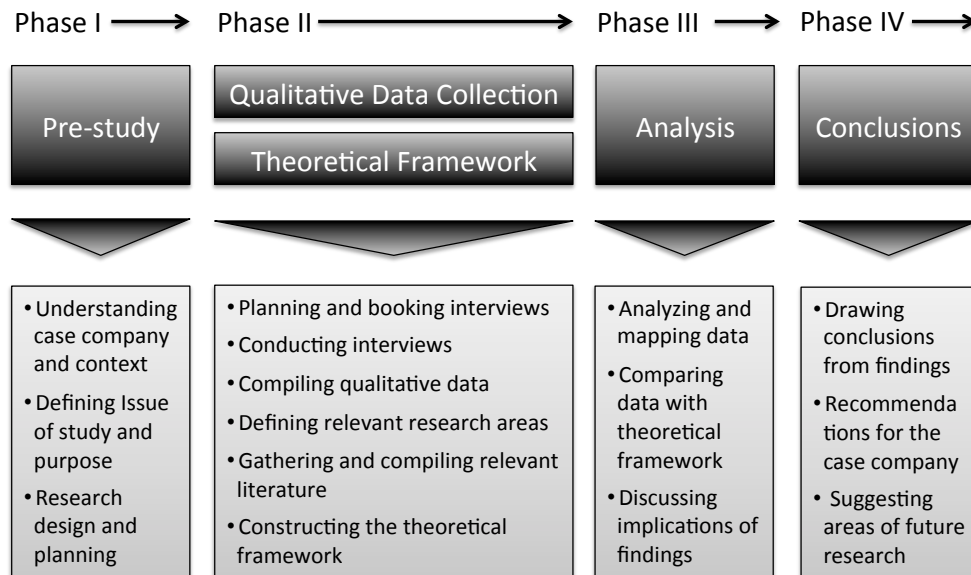 Phase I
Phase II
Phase III
Phase IV
Pre-study
Qualitative Data Collection
Theoretical Framework
Analysis
Conclusions
• Understanding
case company
and context
• Defining Issue
of study and
purpose
• Research
design and
planning
• Planning and booking interviews
• Conducting interviews
• Compiling qualitative data
• Defining relevant research areas
• Gathering and compiling relevant
literature
• Constructing the theoretical
framework
• Analyzing and
mapping data
• Comparing
data with
theoretical
framework
• Discussing
implications of
findings
• Drawing
conclusions
from findings
• Recommenda
tions for the
case company
• Suggesting
areas of future
research